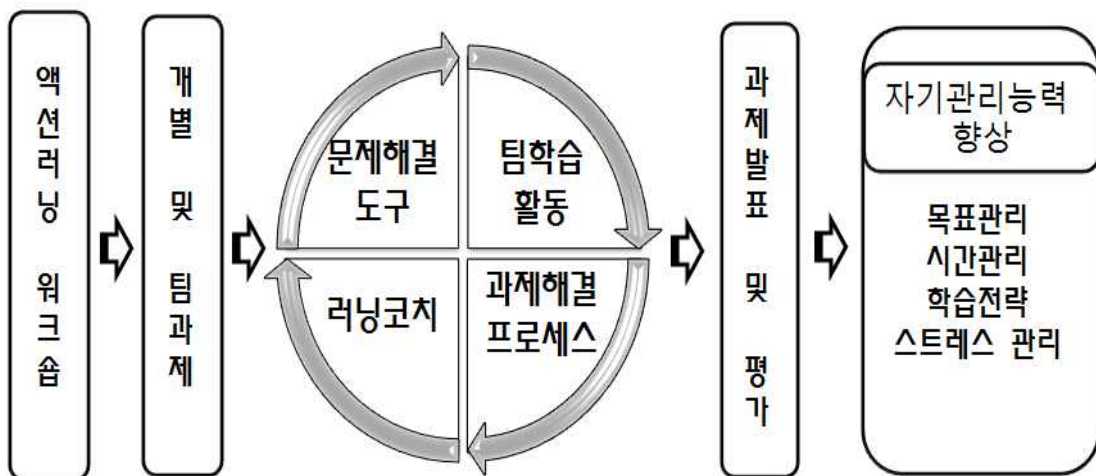 액션러닝 워크숍
개별 및 팀과제
문제해결
도구
팀학습
활동
러닝코치
과제해결
프로세스
과제발표 및 평가
자기관리능력
향상
목표관리
시간관리
학습전략
스트레스 관리